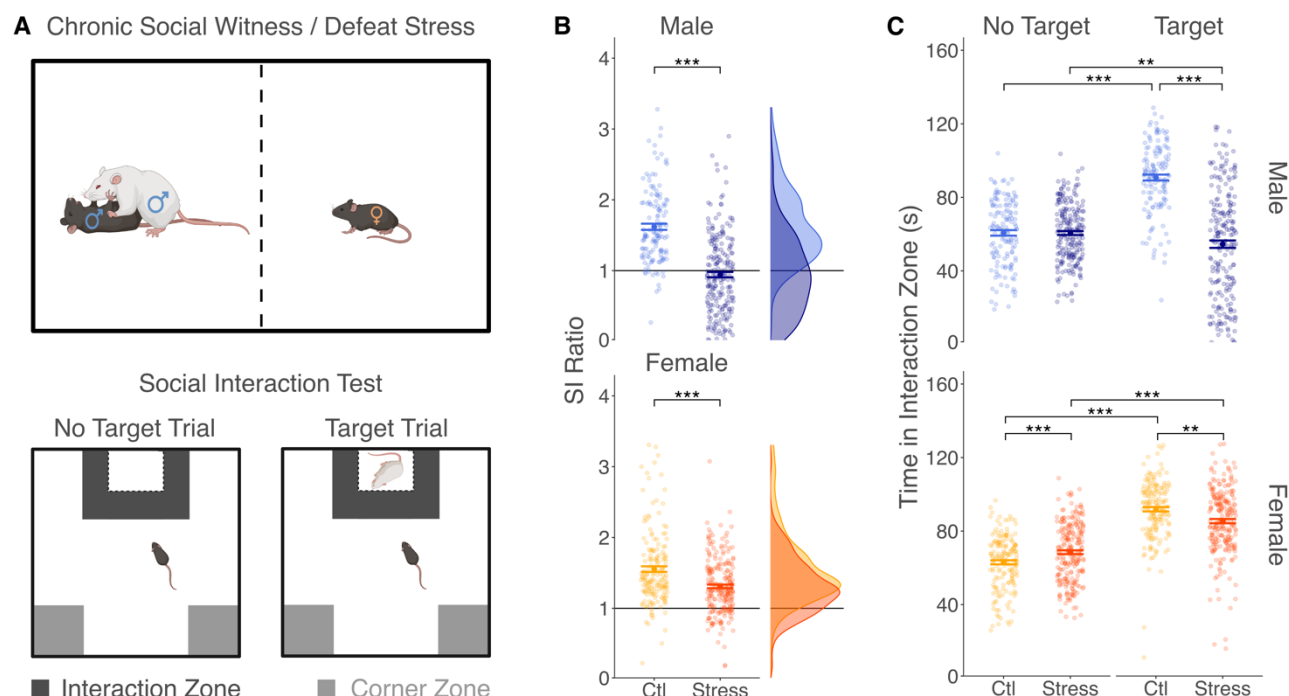 A Chronic Social Witness / Defeat Stress
♂
♂
♀
Social Interaction Test
No Target Trial
Target Trial
Interaction Zone
Corner Zone
B
Male
***
4
3
2
1
0
Female
***
4
3
2
1
0
SI Ratio
Ctl Stress
C
No Target Target
160
120
80
40
0
**
*** ***
Male
160
120
80
40
0
***
***
*** **
Female
Time in Interaction Zone (s)
Ctl Stress Ctl Stress